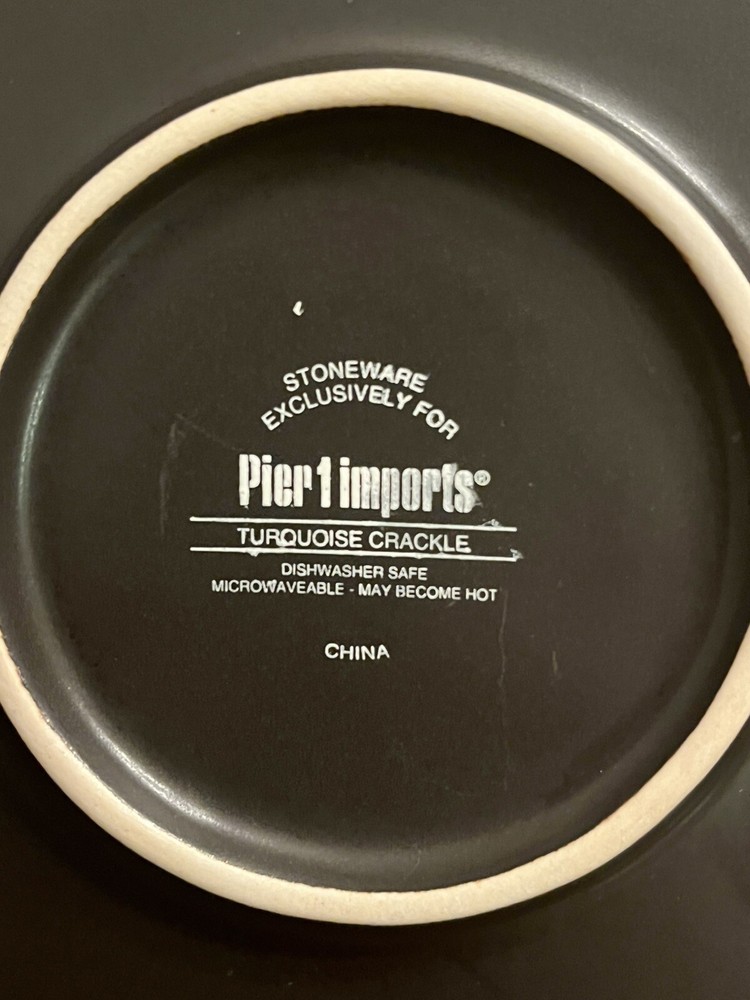 STONEWARE
EXCLUSIVELY FOR
Pier 1 imports®
TURQUOISE CRACKLE
DISHWASHER SAFE
MICROWAVEABLE - MAY BECOME HOT
CHINA